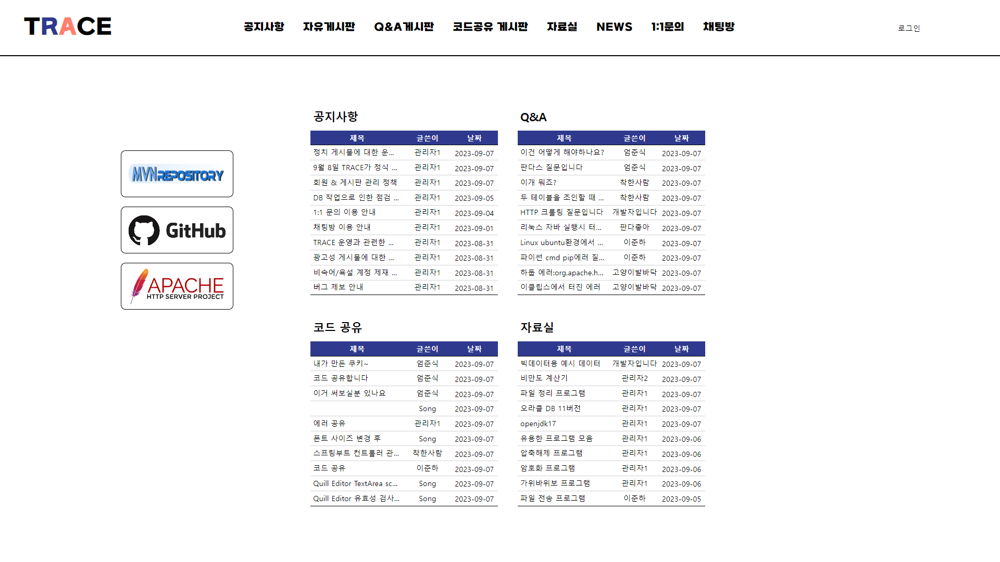 TRACE
공지사항 자유게시판 Q&A게시판 코드공유 게시판 자료실 NEWS 1:1문의 채팅방
로그인
MVNREPOSITORY
GitHub
APACHE
HTTP SERVER PROJECT
공지사항
제목 글쓴이 날짜
정치 게시물에 대한 운... 관리자1 2023-09-07
9월 8일 TRACE가 정식 ... 관리자1 2023-09-07
회원 & 게시판 관리 정책 관리자1 2023-09-07
DB 작업으로 인한 점검 ... 관리자1 2023-09-05
1:1 문의 이용 안내 관리자1 2023-09-04
채팅방 이용 안내 관리자1 2023-09-01
TRACE 운영과 관련한 ... 관리자1 2023-08-31
광고성 게시물에 대한 ... 관리자1 2023-08-31
비속어/욕설 계정 제재 ... 관리자1 2023-08-31
버그 제보 안내 관리자1 2023-08-31
Q&A
제목 글쓴이 날짜
이건 어떻게 해야하나요? 엄준식 2023-09-07
판다스 질문입니다 엄준식 2023-09-07
이개 뭐죠? 착한사람 2023-09-07
두 테이블을 조인할 때 ... 착한사람 2023-09-07
HTTP 크롤링 질문입니다 개발자입니다 2023-09-07
리눅스 자바 실행시 터... 판다좋아 2023-09-07
Linux ubuntu환경에서 ... 이준하 2023-09-07
파이썬 cmd pip에러 질... 이준하 2023-09-07
하둡 에러:org.apache.h... 고양이발바닥 2023-09-07
이클립스에서 터진 에러 고양이발바닥 2023-09-07
코드 공유
제목 글쓴이 날짜
내가 만든 쿠키~ 엄준식 2023-09-07
코드 공유합니다 엄준식 2023-09-07
이거 써보실분 있나요 엄준식 2023-09-07
Song 2023-09-07
에러 공유 관리자1 2023-09-07
폰트 사이즈 변경 후 Song 2023-09-07
스프링부트 컨트롤러 관... 착한사람 2023-09-07
코드 공유 이준하 2023-09-07
Quill Editor TextArea sc... Song 2023-09-07
Quill Editor 유효성 검사... Song 2023-09-07
자료실
제목 글쓴이 날짜
빅데이터용 예시 데이터 개발자입니다 2023-09-07
비만도 계산기 관리자2 2023-09-07
파일 정리 프로그램 관리자1 2023-09-07
오라클 DB 11버전 관리자1 2023-09-07
openjdk17 관리자1 2023-09-07
유용한 프로그램 모음 관리자1 2023-09-06
압축해제 프로그램 관리자1 2023-09-06
암호화 프로그램 관리자1 2023-09-06
가위바위보 프로그램 관리자1 2023-09-06
파일 전송 프로그램 이준하 2023-09-05